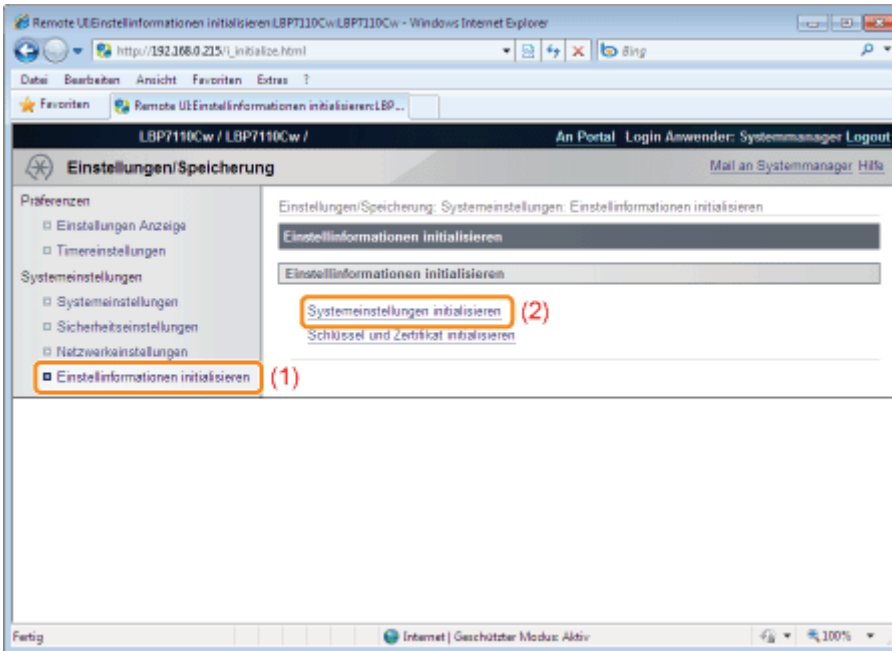 Remote UI:Einstellinformationen initialisieren:LBP7110Cw:LBP7110Cw - Windows Internet Explorer
http://192.168.0.215/i_initialize.html
Bing
Datei Bearbeiten Ansicht Favoriten Extras ?
Favoriten
Remote UI:Einstellinformationen initialisieren:LBP...
LBP7110Cw / LBP7110Cw /
An Portal Login Anwender: Systemmanager Logout
Einstellungen/Speicherung
Mail an Systemmanager Hilfe
Präferenzen
Einstellungen Anzeige
Timereinstellungen
Systemeinstellungen
Systemeinstellungen
Sicherheitseinstellungen
Netzwerkeinstellungen
Einstellinformationen initialisieren
(1)
Einstellungen/Speicherung: Systemeinstellungen: Einstellinformationen initialisieren
Einstellinformationen initialisieren
Einstellinformationen initialisieren
Systemeinstellungen initialisieren
(2)
Schlüssel und Zertifikat initialisieren
Fertig
Internet | Geschützter Modus: Aktiv
100%